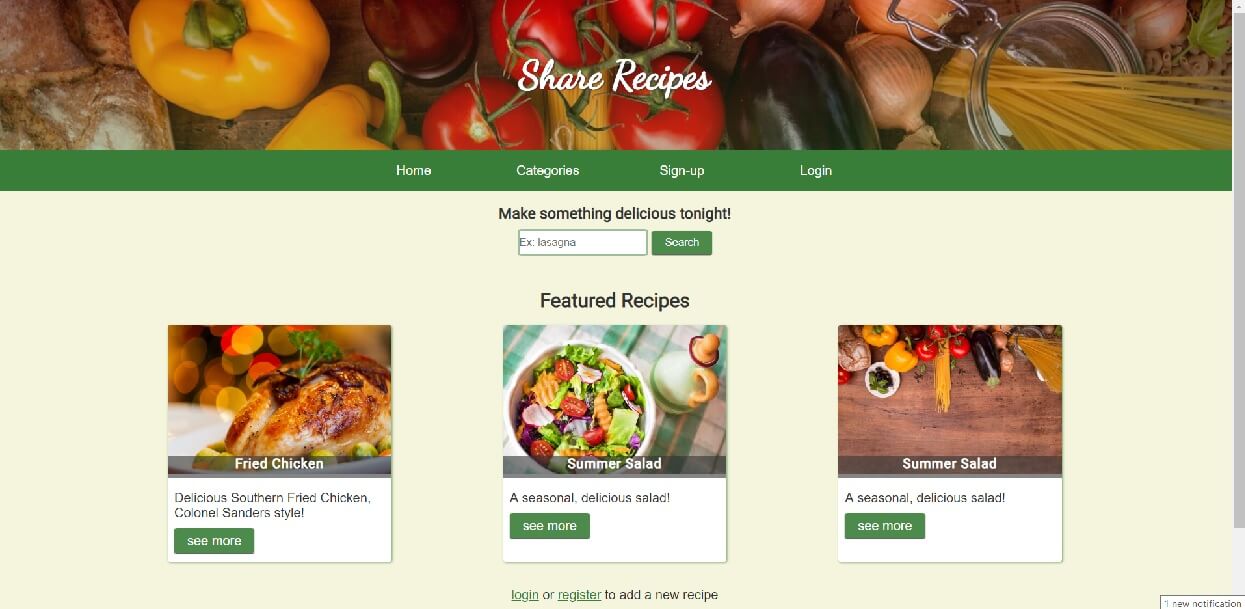 Share Recipes
Home Categories Sign-up Login
Make something delicious tonight!
Ex: lasagna Search
Featured Recipes
Fried Chicken
Delicious Southern Fried Chicken,
Colonel Sanders style!
see more
Summer Salad
A seasonal, delicious salad!
see more
Summer Salad
A seasonal, delicious salad!
see more
login or register to add a new recipe
1 new notification